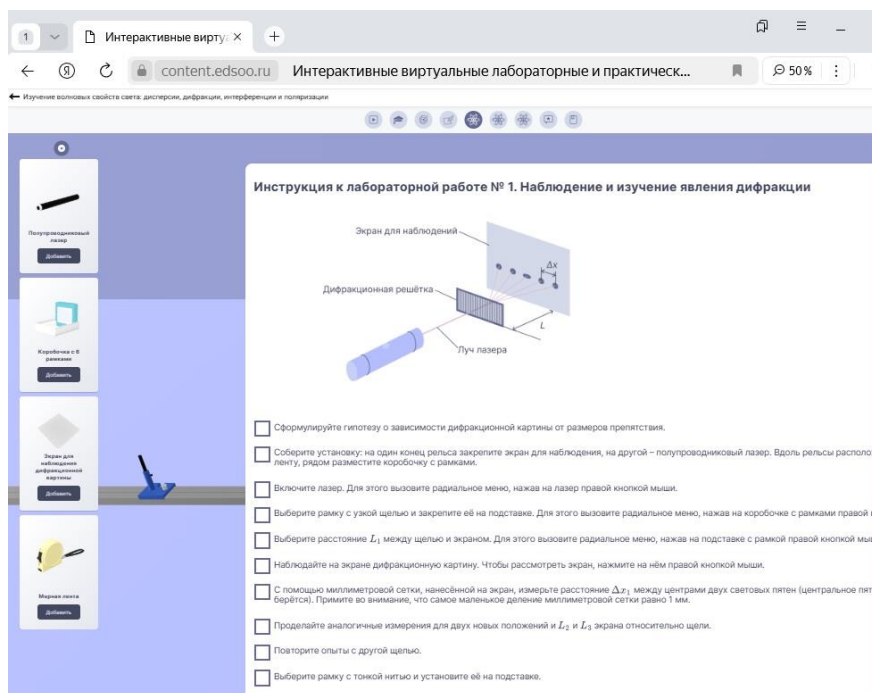 1
Интерактивные вирту
content.edsoo.ru Интерактивные виртуальные лабораторные и практическ... 50 %
Изучение волновых свойств света: дисперсии, дифракции, интерференции и поляризации
Полупроводниковый
лазер
Добавить
Коробочка с 6
рамками
Добавить
Экран для
наблюдения
дифракционной
картины
Добавить
Мерная лента
Добавить
Инструкция к лабораторной работе № 1. Наблюдение и изучение явления дифракции
Экран для наблюдений
Δx
Дифракционная решётка
L
Луч лазера
Сформулируйте гипотезу о зависимости дифракционной картины от размеров препятствия.
Соберите установку: на один конец рельса закрепите экран для наблюдения, на другой – полупроводниковый лазер. Вдоль рельсы располо
ленту, рядом разместите коробочку с рамками.
Включите лазер. Для этого вызовите радиальное меню, нажав на лазер правой кнопкой мыши.
Выберите рамку с узкой щелью и закрепите её на подставке. Для этого вызовите радиальное меню, нажав на коробочке с рамками правой
Выберите расстояние L₁ между щелью и экраном. Для этого вызовите радиальное меню, нажав на подставке с рамкой правой кнопкой мы
Наблюдайте на экране дифракционную картину. Чтобы рассмотреть экран, нажмите на нём правой кнопкой мыши.
С помощью миллиметровой сетки, нанесённой на экран, измерьте расстояние Δx₁ между центрами двух световых пятен (центральное пят
берётся). Примите во внимание, что самое маленькое деление миллиметровой сетки равно 1 мм.
Проделайте аналогичные измерения для двух новых положений и L₂ и L₃ экрана относительно щели.
Повторите опыты с другой щелью.
Выберите рамку с тонкой нитью и установите её на подставке.